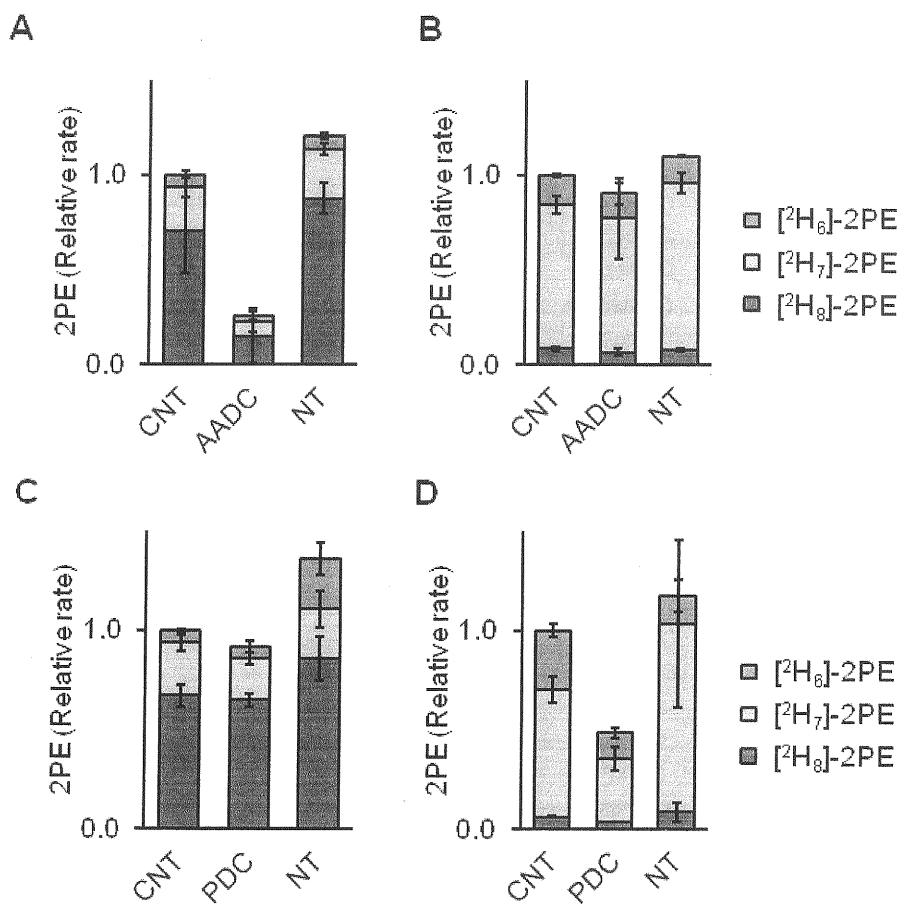 A
2PE (Relative rate)
1.0
0.0
CNT
AADC
NT
B
2PE (Relative rate)
1.0
0.0
CNT
AADC
NT
[²H₆]-2PE
[²H₇]-2PE
[²H₈]-2PE
C
2PE (Relative rate)
1.0
0.0
CNT
PDC
NT
D
2PE (Relative rate)
1.0
0.0
CNT
PDC
NT
[²H₆]-2PE
[²H₇]-2PE
[²H₈]-2PE